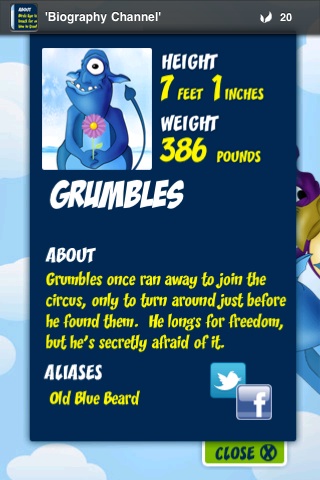 'Biography Channel'
20
HEIGHT
7 FEET 1 INCHES
WEIGHT
386 POUNDS
GRUMBLES
ABOUT
Grumbles once ran away to join the
circus, only to turn around just before
he found them. He longs for freedom,
but he's secretly afraid of it.
ALIASES
Old Blue Beard
CLOSE X